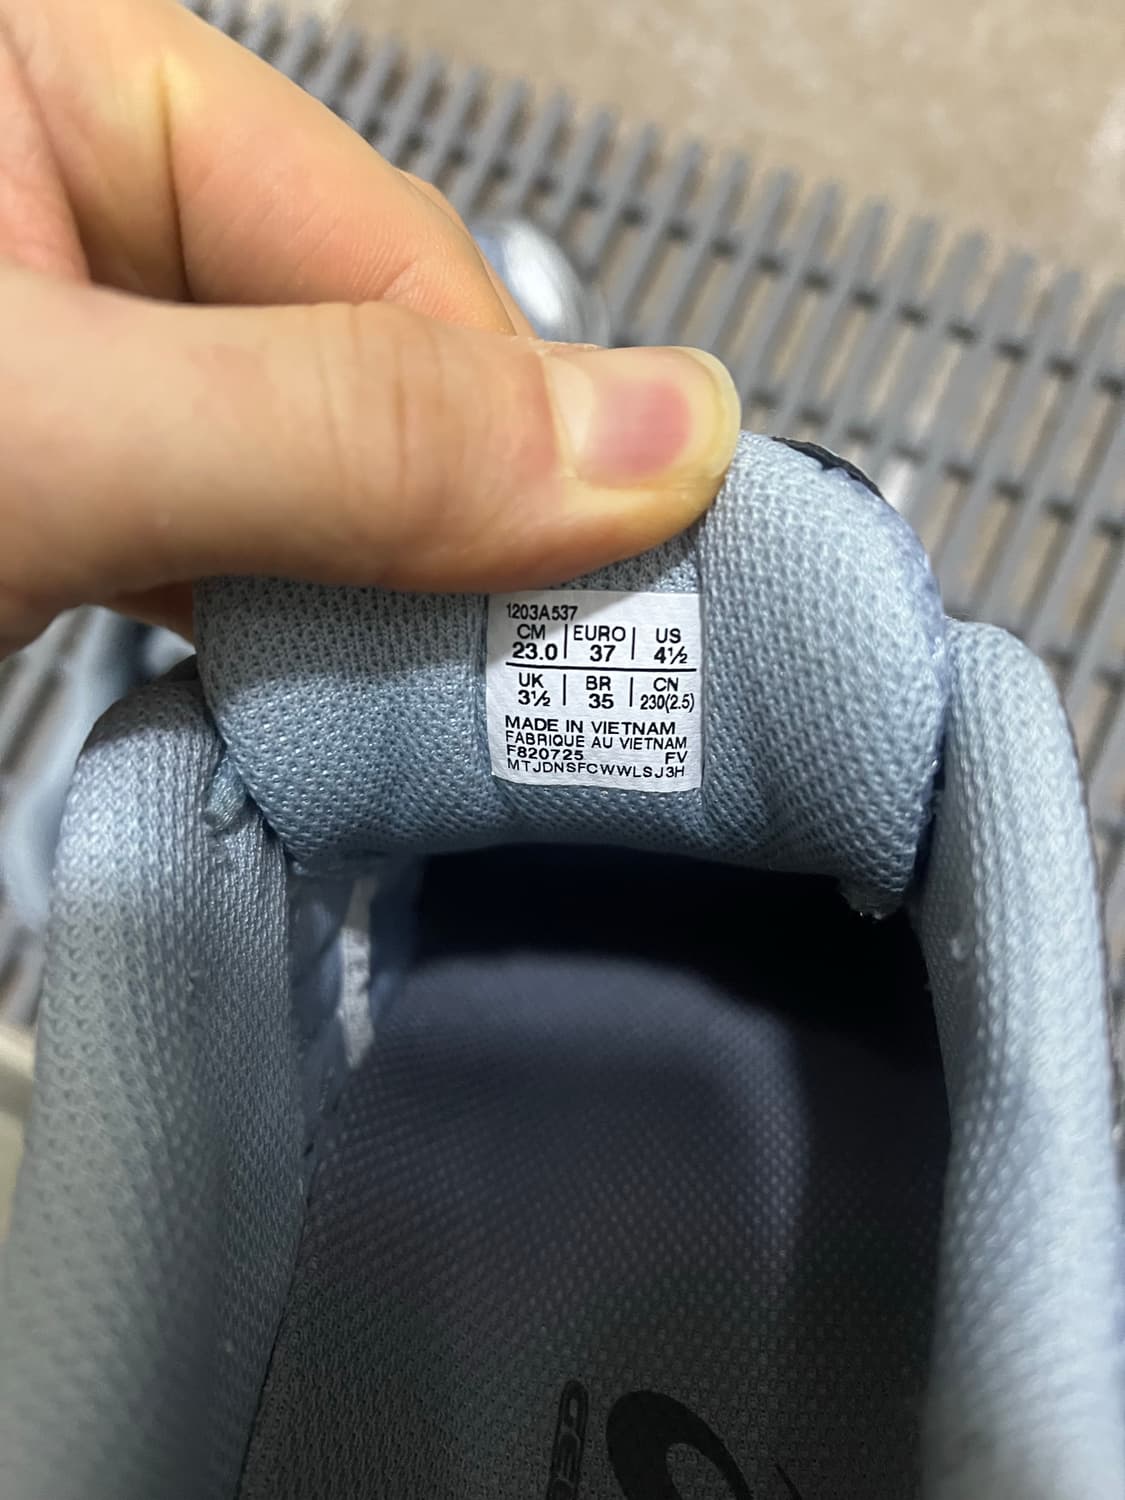 1203A537
CM | EURO | US
23.0 | 37 | 4½
UK | BR | CN
3½ | 35 | 230(2.5)
MADE IN VIETNAM
FABRIQUE AU VIETNAM
F820725 FV
MTJDNSFCWWLSJ3H